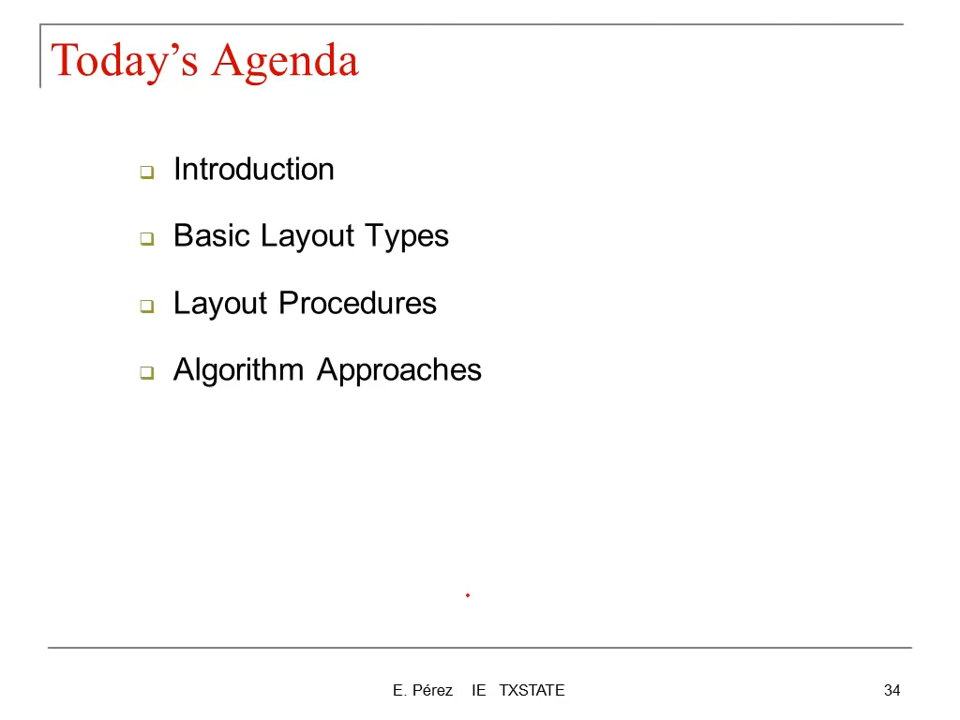 Today’s Agenda
Introduction
Basic Layout Types
Layout Procedures
Algorithm Approaches
E. Pérez IE TXSTATE 34